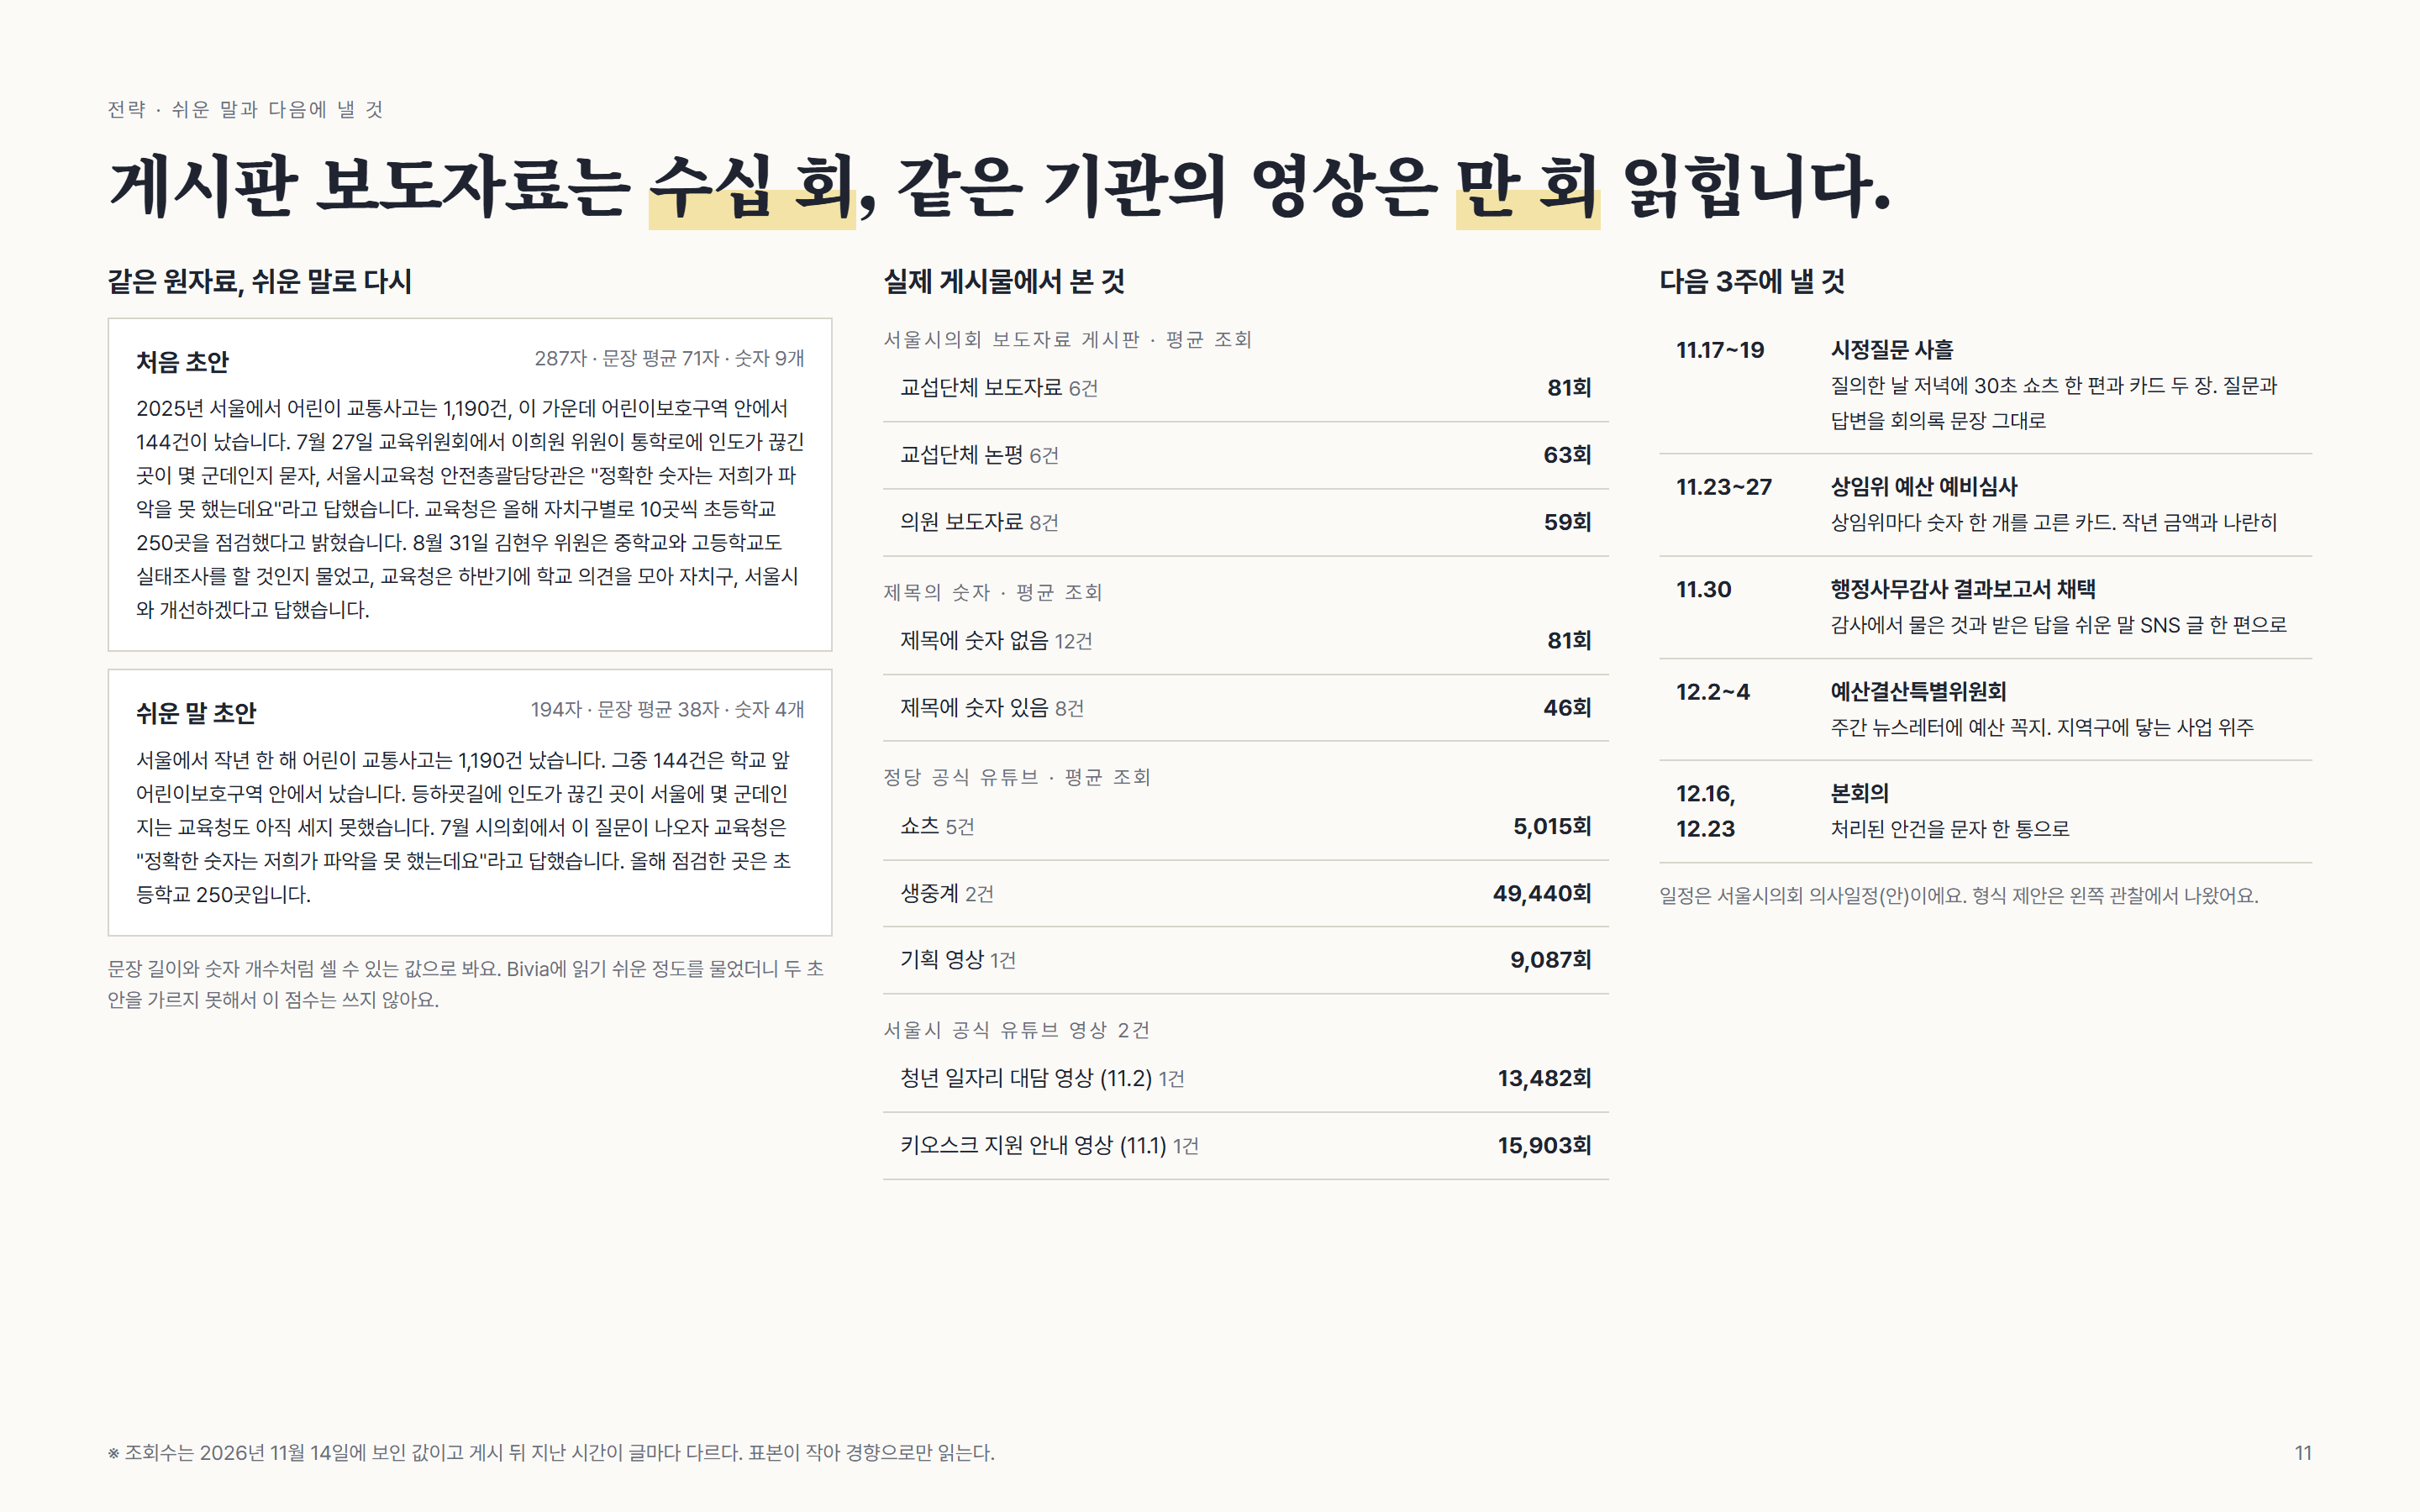 전략 · 쉬운 말과 다음에 낼 것
게시판 보도자료는 수십 회, 같은 기관의 영상은 만 회 읽힙니다.
같은 원자료, 쉬운 말로 다시
처음 초안
287자 · 문장 평균 71자 · 숫자 9개
2025년 서울에서 어린이 교통사고는 1,190건, 이 가운데 어린이보호구역 안에서
144건이 났습니다. 7월 27일 교육위원회에서 이희원 위원이 통학로에 인도가 끊긴
곳이 몇 군데인지 묻자, 서울시교육청 안전총괄담당관은 "정확한 숫자는 저희가 파
악을 못 했는데요"라고 답했습니다. 교육청은 올해 자치구별로 10곳씩 초등학교
250곳을 점검했다고 밝혔습니다. 8월 31일 김현우 위원은 중학교와 고등학교도
실태조사를 할 것인지 물었고, 교육청은 하반기에 학교 의견을 모아 자치구, 서울시
와 개선하겠다고 답했습니다.
쉬운 말 초안
194자 · 문장 평균 38자 · 숫자 4개
서울에서 작년 한 해 어린이 교통사고는 1,190건 났습니다. 그중 144건은 학교 앞
어린이보호구역 안에서 났습니다. 등하굣길에 인도가 끊긴 곳이 서울에 몇 군데인
지는 교육청도 아직 세지 못했습니다. 7월 시의회에서 이 질문이 나오자 교육청은
"정확한 숫자는 저희가 파악을 못 했는데요"라고 답했습니다. 올해 점검한 곳은 초
등학교 250곳입니다.
문장 길이와 숫자 개수처럼 셀 수 있는 값으로 봐요. Bivia에 읽기 쉬운 정도를 물었더니 두 초
안을 가르지 못해서 이 점수는 쓰지 않아요.
실제 게시물에서 본 것
서울시의회 보도자료 게시판 · 평균 조회
교섭단체 보도자료 6건 81회
교섭단체 논평 6건 63회
의원 보도자료 8건 59회
제목의 숫자 · 평균 조회
제목에 숫자 없음 12건 81회
제목에 숫자 있음 8건 46회
정당 공식 유튜브 · 평균 조회
쇼츠 5건 5,015회
생중계 2건 49,440회
기획 영상 1건 9,087회
서울시 공식 유튜브 영상 2건
청년 일자리 대담 영상 (11.2) 1건 13,482회
키오스크 지원 안내 영상 (11.1) 1건 15,903회
다음 3주에 낼 것
11.17~19 시정질문 사흘
질의한 날 저녁에 30초 쇼츠 한 편과 카드 두 장. 질문과
답변을 회의록 문장 그대로
11.23~27 상임위 예산 예비심사
상임위마다 숫자 한 개를 고른 카드. 작년 금액과 나란히
11.30 행정사무감사 결과보고서 채택
감사에서 물은 것과 받은 답을 쉬운 말 SNS 글 한 편으로
12.2~4 예산결산특별위원회
주간 뉴스레터에 예산 꼭지. 지역구에 닿는 사업 위주
12.16, 본회의
12.23 처리된 안건을 문자 한 통으로
일정은 서울시의회 의사일정(안)이에요. 형식 제안은 왼쪽 관찰에서 나왔어요.
※ 조회수는 2026년 11월 14일에 보인 값이고 게시 뒤 지난 시간이 글마다 다르다. 표본이 작아 경향으로만 읽는다.
11